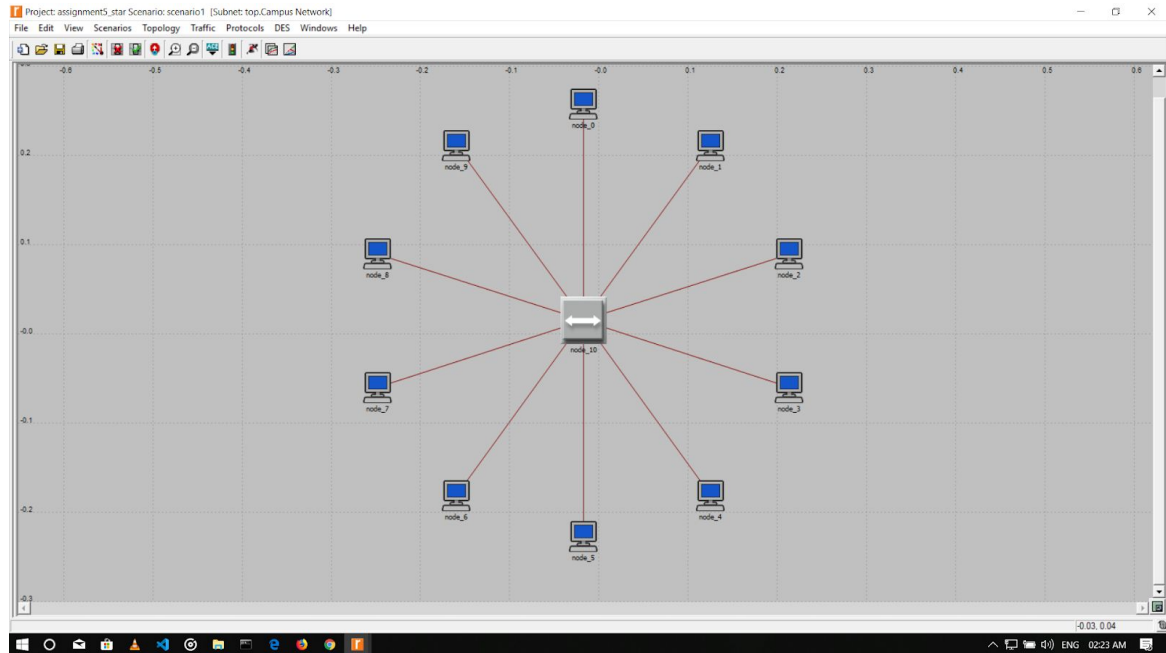 Project: assignment5_star Scenario: scenario1 [Subnet: top.Campus Network]
File Edit View Scenarios Topology Traffic Protocols DES Windows Help
-0.6 -0.5 -0.4 -0.3 -0.2 -0.1 -0.0 0.1 0.2 0.3 0.4 0.5 0.6
node_0
0.2
node_9 node_1
0.1
node_8 node_2
-0.0
node_10
node_7 node_3
-0.1
-0.2
node_6 node_4
node_5
-0.3
-0.03, 0.04
ENG 02:23 AM